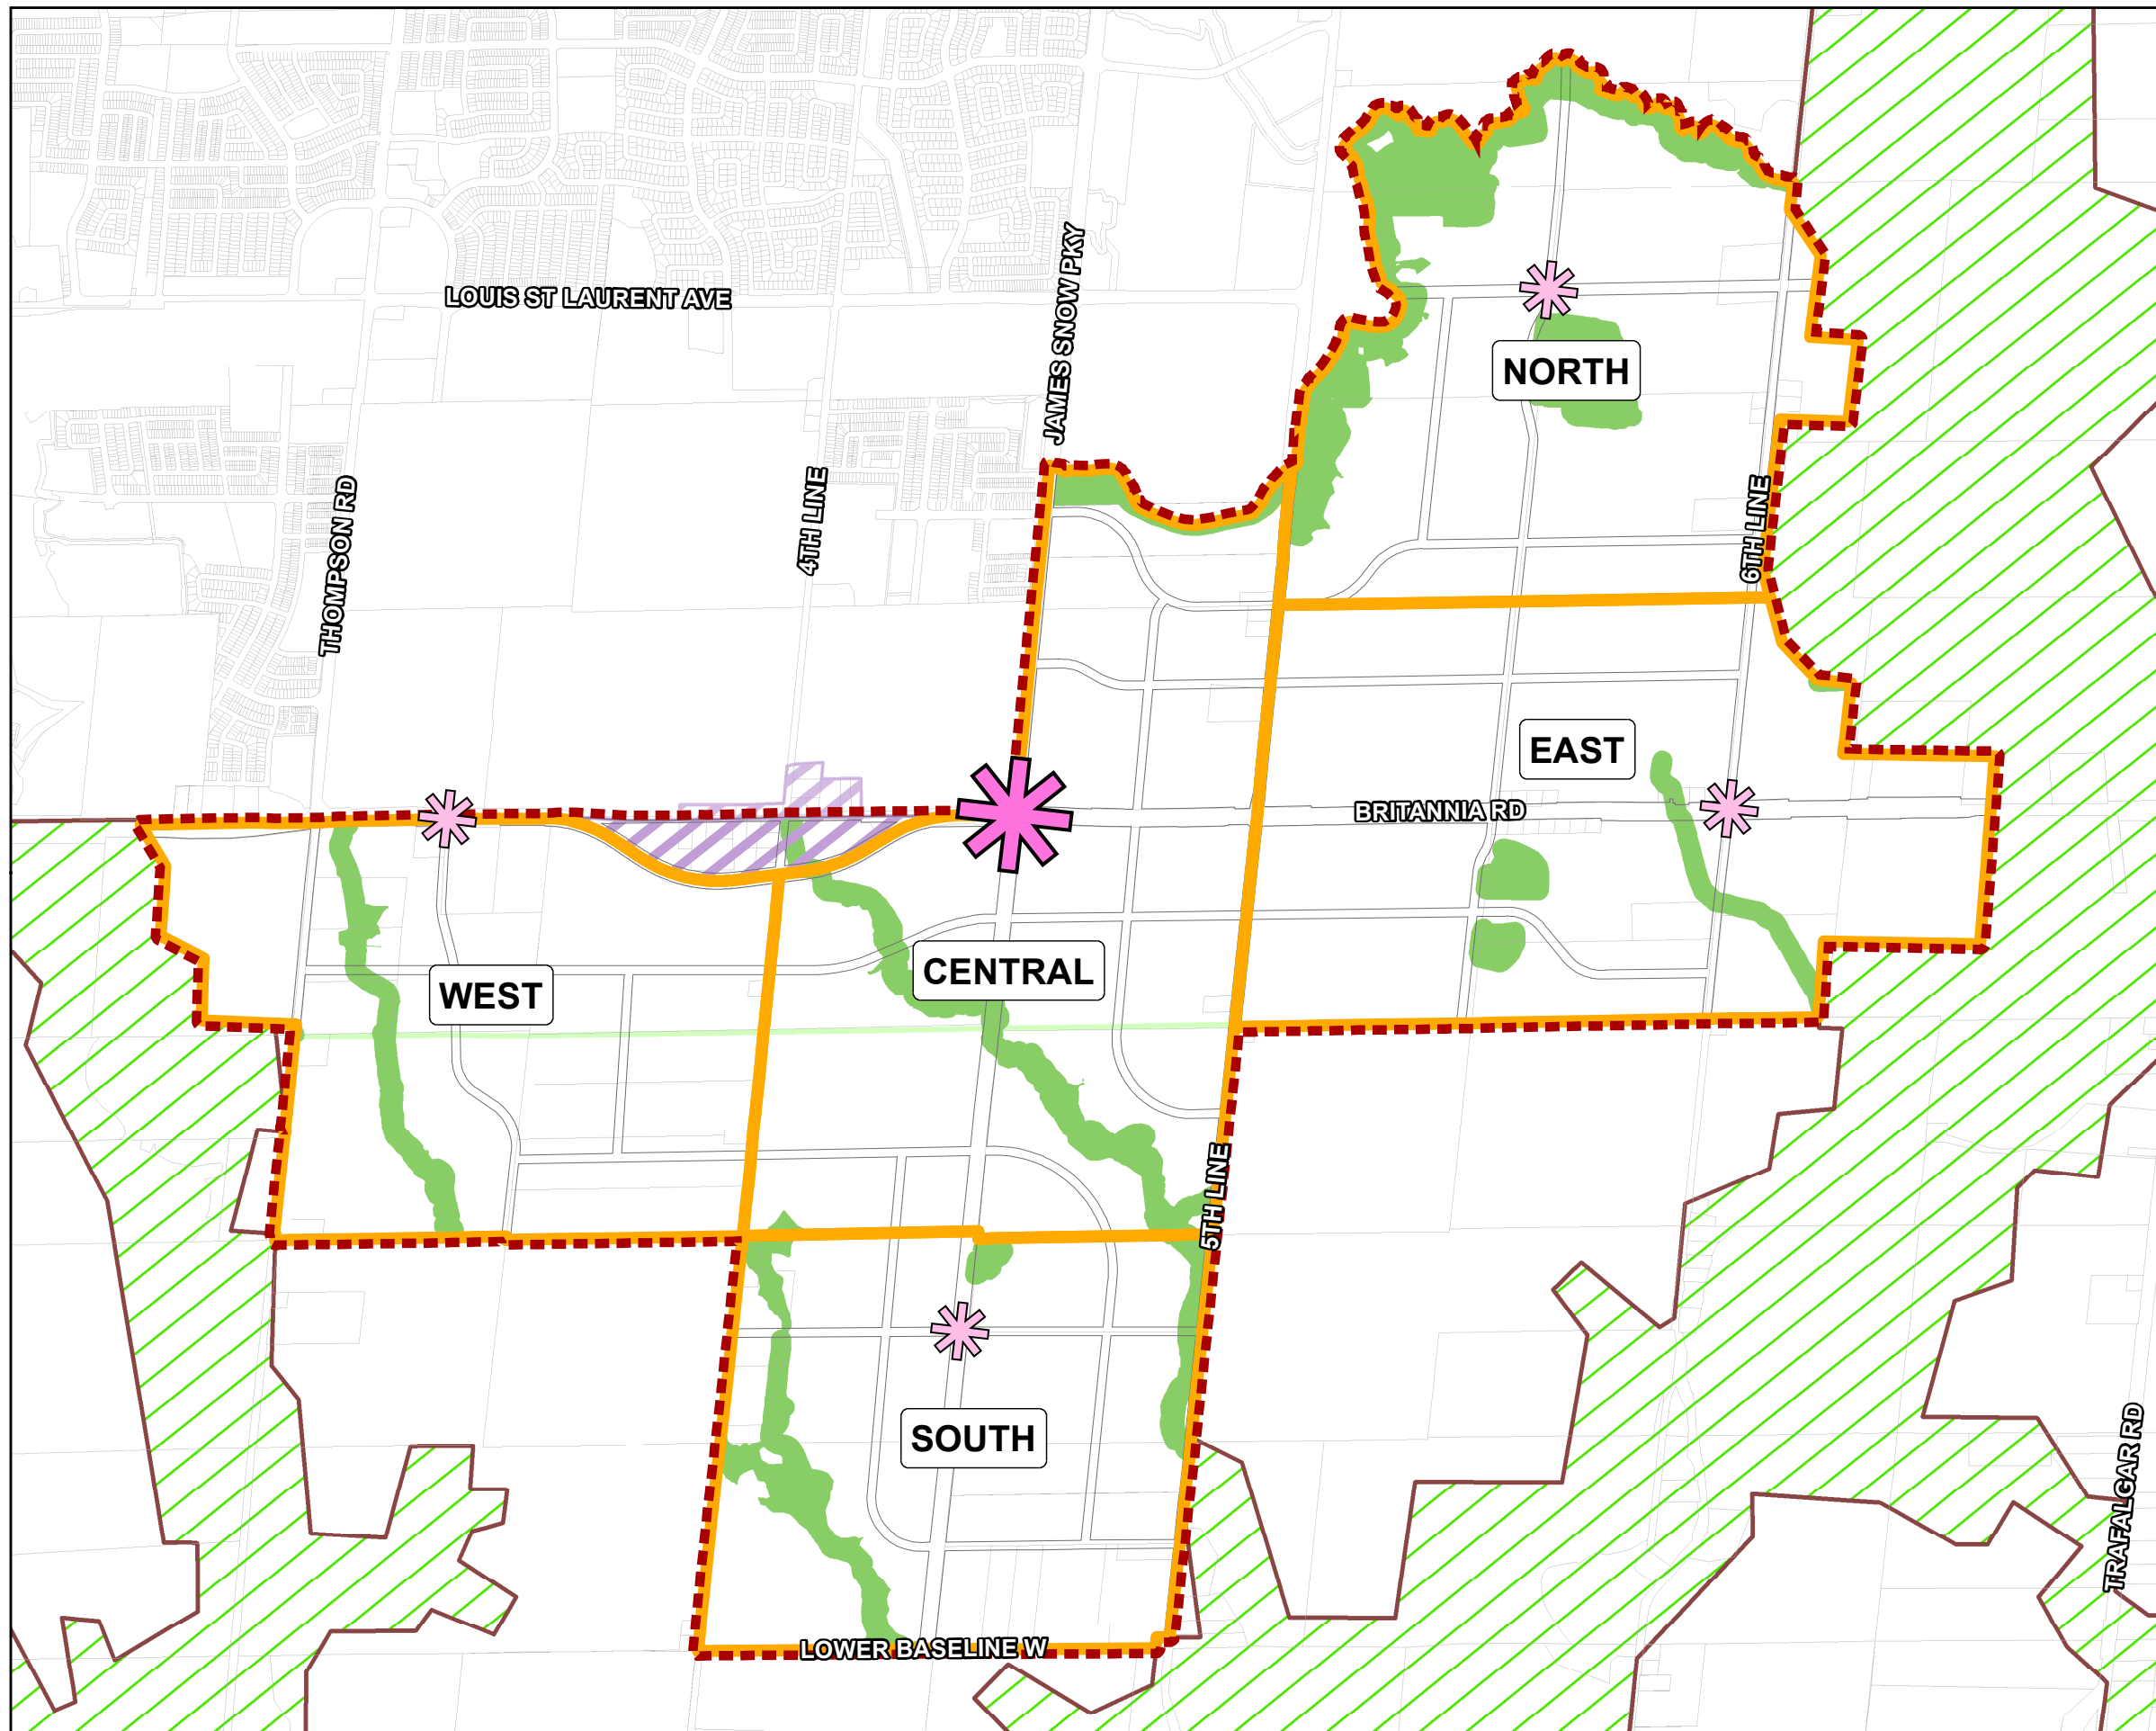 LOUIS ST LAURENT AVE
JAMES SNOW PKY
NORTH
4TH LINE
THOMPSON RD
6TH LINE
EAST
BRITANNIA RD
CENTRAL
WEST
5TH LINE
SOUTH
TRAFALGAR RD
LOWER BASELINE W